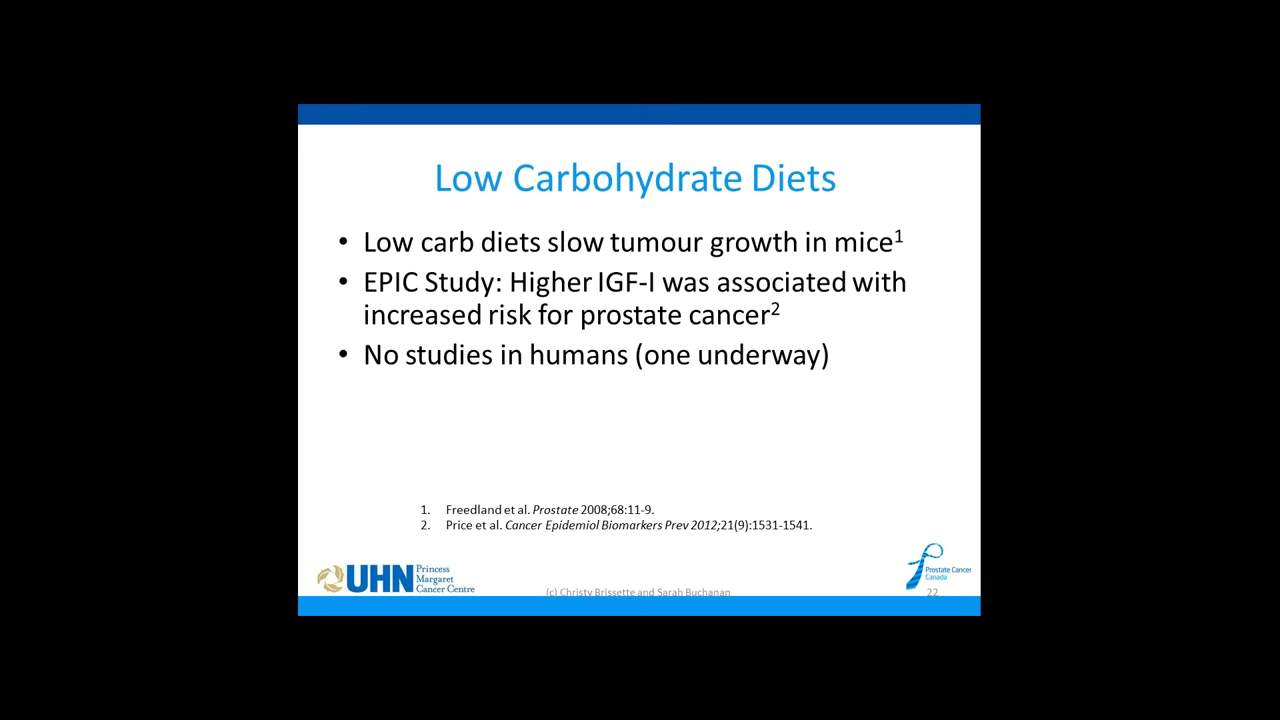 Low Carbohydrate Diets
• Low carb diets slow tumour growth in mice1
• EPIC Study: Higher IGF-I was associated with
increased risk for prostate cancer2
• No studies in humans (one underway)
1. Freedland et al. Prostate 2008;68:11-9.
2. Price et al. Cancer Epidemiol Biomarkers Prev 2012;21(9):1531-1541.
UHN
Princess
Margaret
Cancer Centre
(c) Christy Brissette and Sarah Buchanan
Prostate Cancer
Canada
22